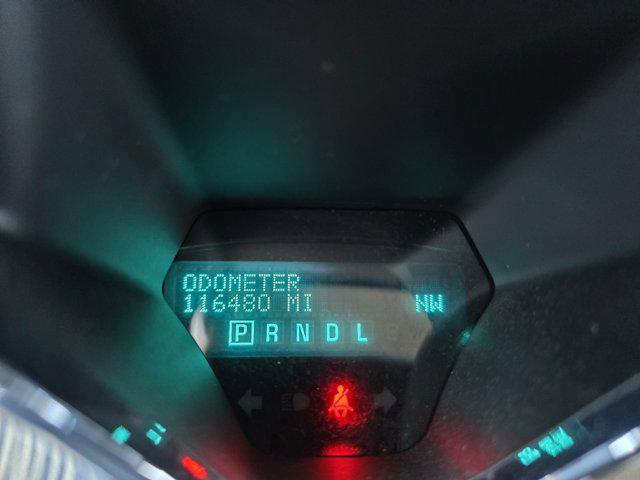 ODOMETER
116480 MI NW
P R N D L